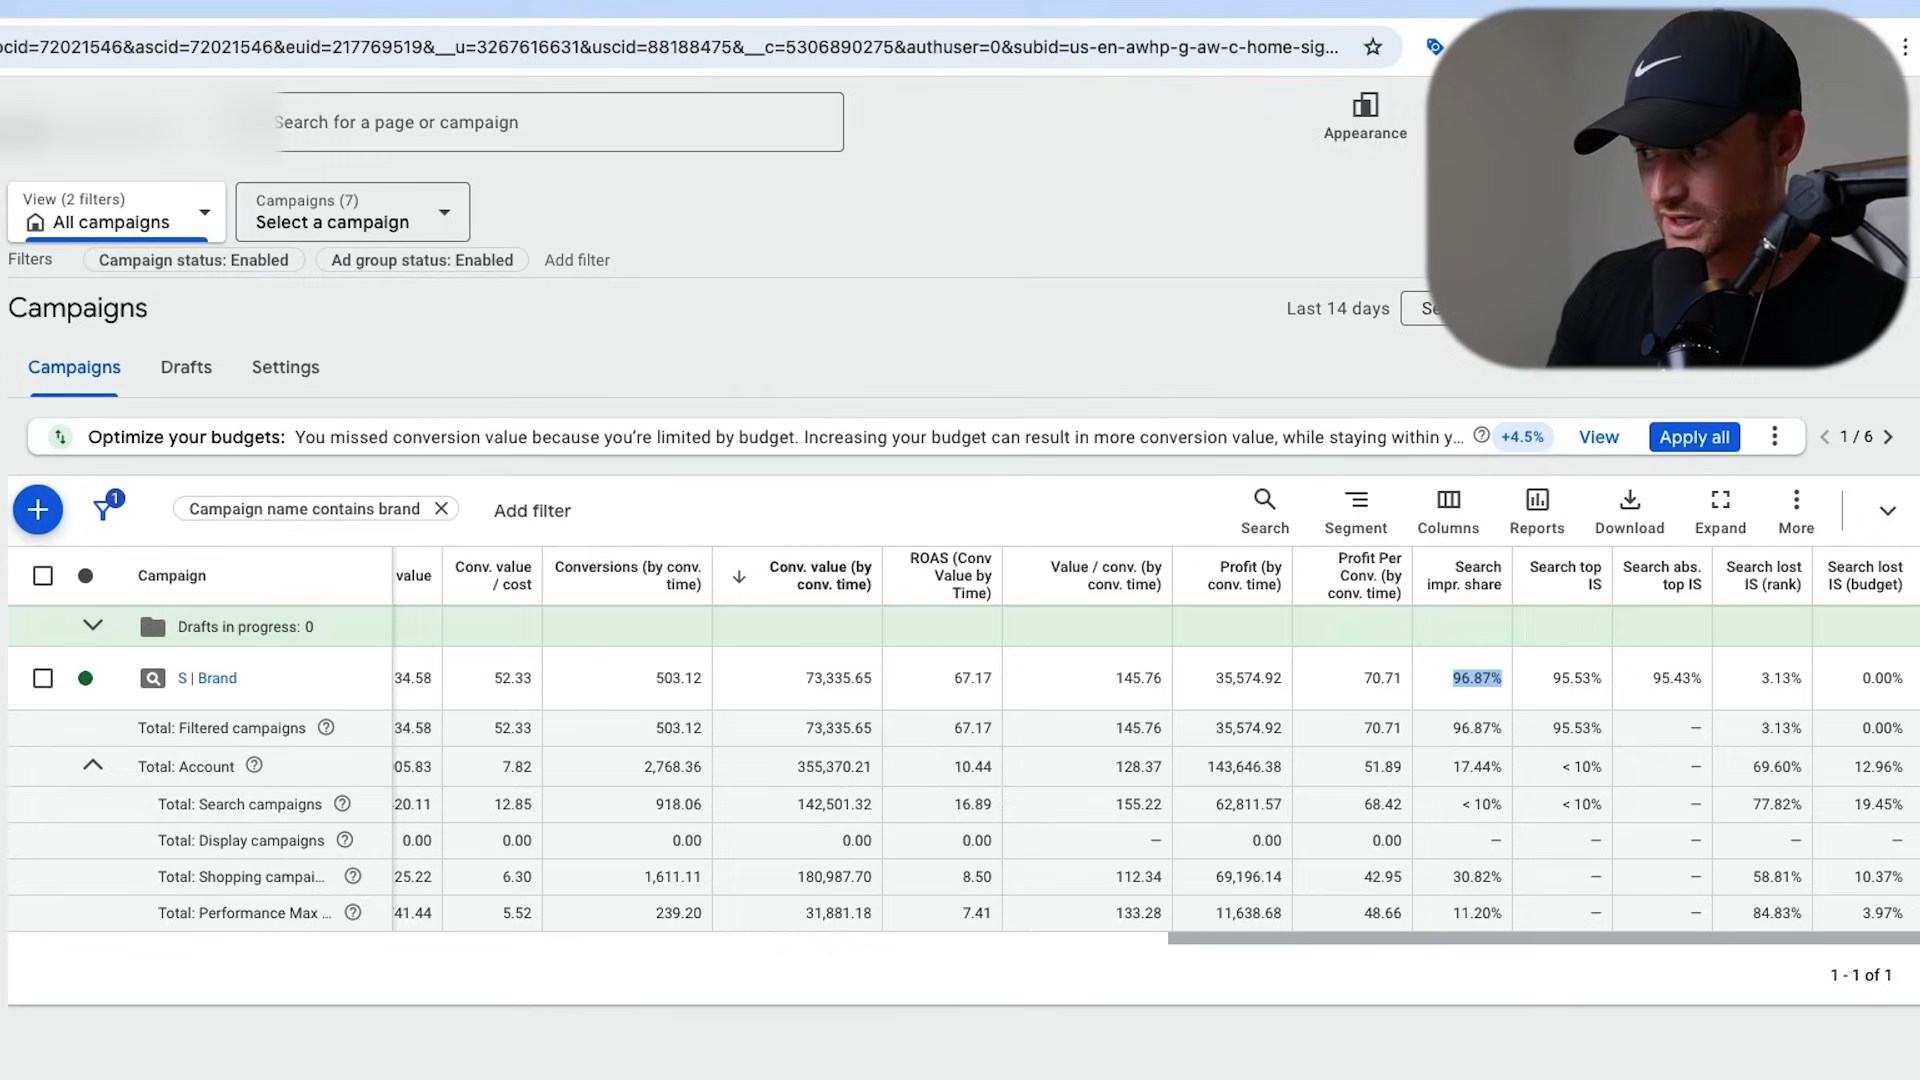 ocid=72021546&ascid=72021546&euid=217769519&__u=3267616631&uscid=88188475&__c=5306890275&authuser=0&subid=us-en-awhp-g-aw-c-home-sig...
Search for a page or campaign
Appearance
View (2 filters)
All campaigns
Campaigns (7)
Select a campaign
Filters
Campaign status: Enabled
Ad group status: Enabled
Add filter
Campaigns
Last 14 days
Campaigns Drafts Settings
Optimize your budgets: You missed conversion value because you're limited by budget. Increasing your budget can result in more conversion value, while staying within y... +4.5% View Apply all 1 / 6
1
Campaign name contains brand
Add filter
Search Segment Columns Reports Download Expand More
Campaign
value
Conv. value / cost
Conversions (by conv. time)
Conv. value (by conv. time)
ROAS (Conv Value by Time)
Value / conv. (by conv. time)
Profit (by conv. time)
Profit Per Conv. (by conv. time)
Search impr. share
Search top IS
Search abs. top IS
Search lost IS (rank)
Search lost IS (budget)
Drafts in progress: 0
S | Brand 34.58 52.33 503.12 73,335.65 67.17 145.76 35,574.92 70.71 96.87% 95.53% 95.43% 3.13% 0.00%
Total: Filtered campaigns 34.58 52.33 503.12 73,335.65 67.17 145.76 35,574.92 70.71 96.87% 95.53% — 3.13% 0.00%
Total: Account 05.83 7.82 2,768.36 355,370.21 10.44 128.37 143,646.38 51.89 17.44% < 10% — 69.60% 12.96%
Total: Search campaigns 20.11 12.85 918.06 142,501.32 16.89 155.22 62,811.57 68.42 < 10% < 10% — 77.82% 19.45%
Total: Display campaigns 0.00 0.00 0.00 0.00 0.00 — 0.00 0.00 — — — — —
Total: Shopping campai... 25.22 6.30 1,611.11 180,987.70 8.50 112.34 69,196.14 42.95 30.82% — — 58.81% 10.37%
Total: Performance Max ... 41.44 5.52 239.20 31,881.18 7.41 133.28 11,638.68 48.66 11.20% — — 84.83% 3.97%
1 - 1 of 1